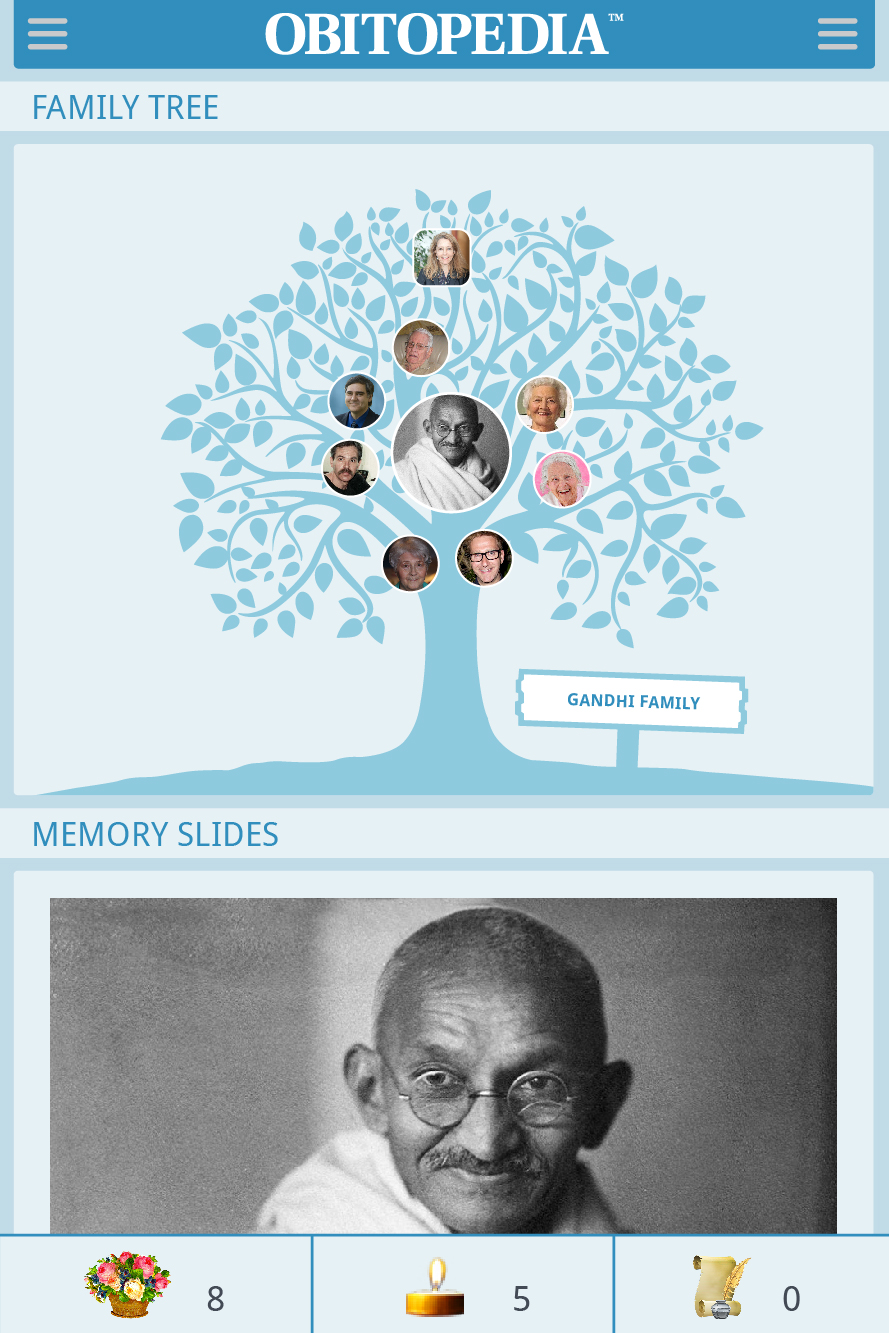 OBITOPEDIA™
FAMILY TREE
GANDHI FAMILY
MEMORY SLIDES
8
5
0